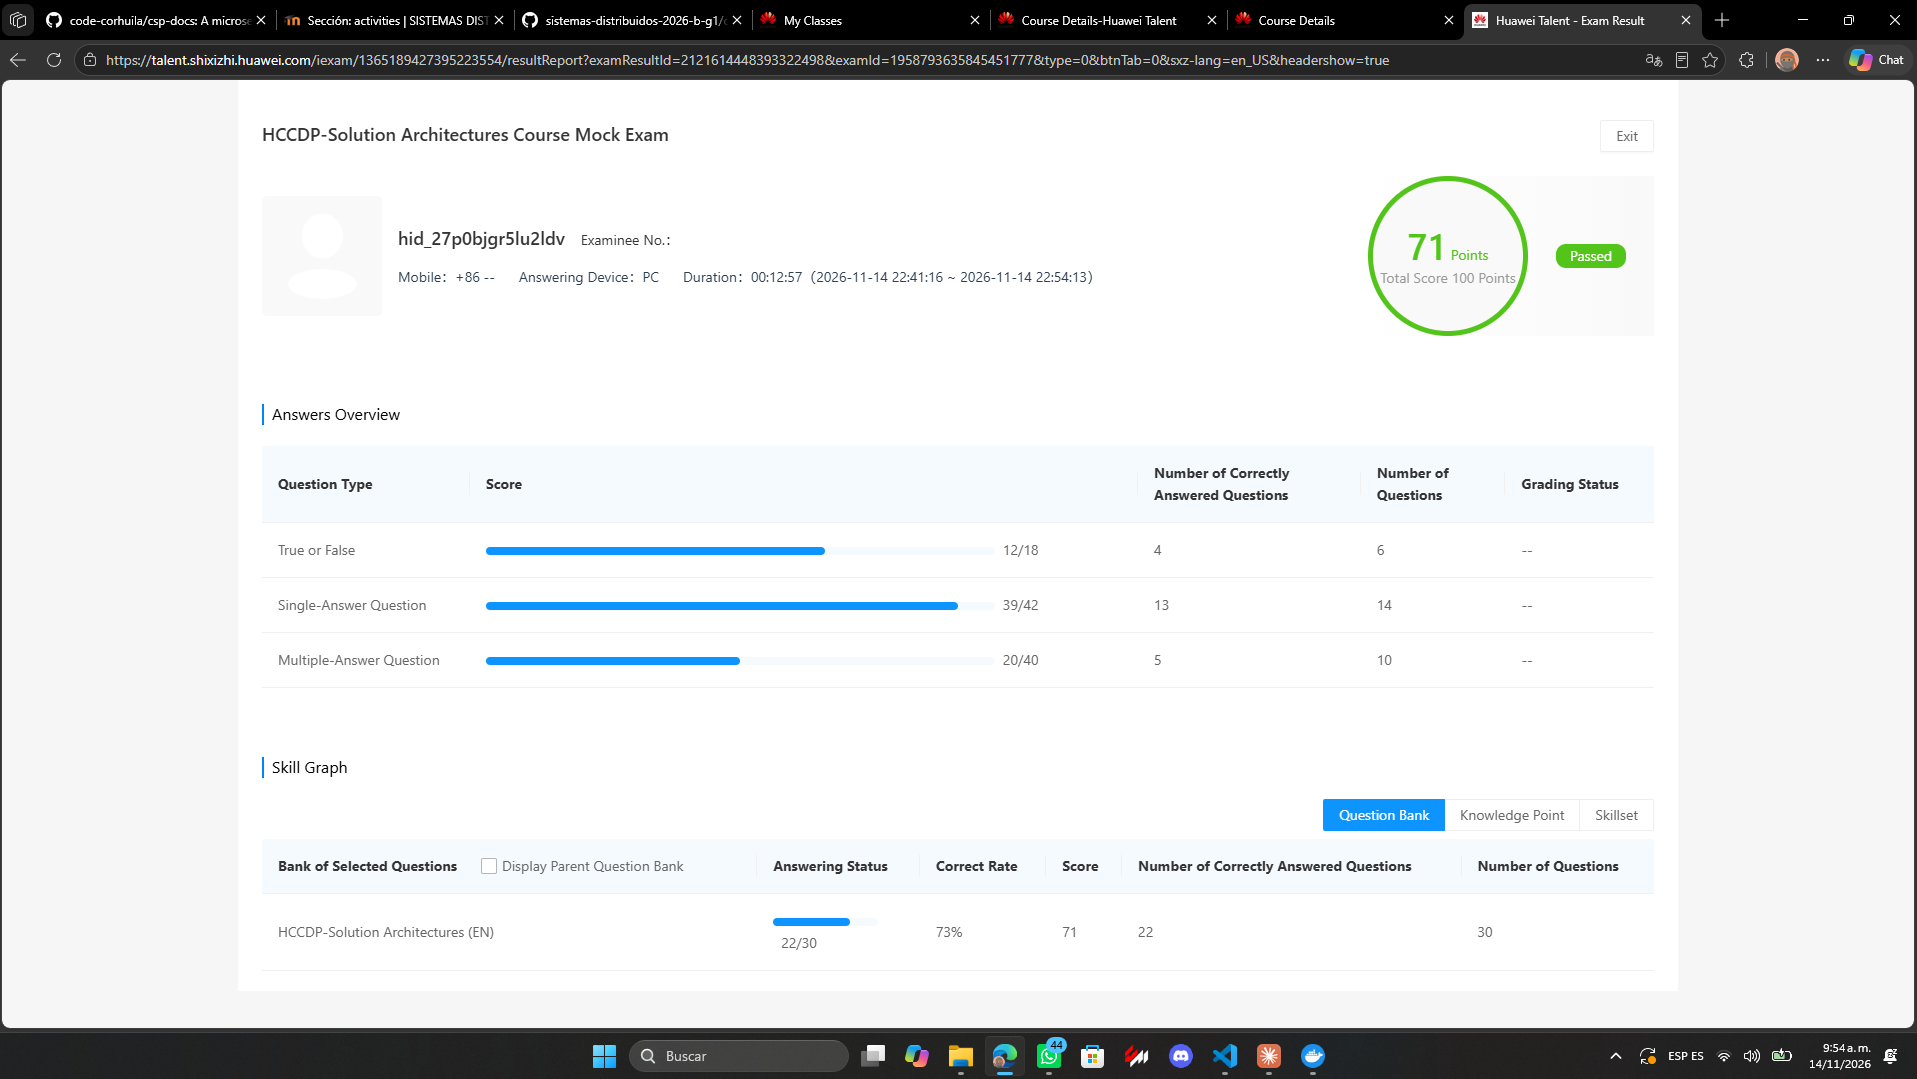 code-corhuila/csp-docs: A microse
Sección: activities | SISTEMAS DIST
sistemas-distribuidos-2026-b-g1/c
My Classes
Course Details-Huawei Talent
Course Details
Huawei Talent - Exam Result
https://talent.shixizhi.huawei.com/iexam/1365189427395223554/resultReport?examResultId=2121614448393322498&examId=1958793635845451777&type=0&btnTab=0&sxz-lang=en_US&headershow=true
Chat
HCCDP-Solution Architectures Course Mock Exam
Exit
hid_27p0bjgr5lu2ldv Examinee No.:
Mobile: +86 -- Answering Device: PC Duration: 00:12:57 (2026-11-14 22:41:16 ~ 2026-11-14 22:54:13)
71 Points
Total Score 100 Points
Passed
Answers Overview
Question Type Score Number of Correctly Answered Questions Number of Questions Grading Status
True or False 12/18 4 6 --
Single-Answer Question 39/42 13 14 --
Multiple-Answer Question 20/40 5 10 --
Skill Graph
Question Bank Knowledge Point Skillset
Bank of Selected Questions Display Parent Question Bank Answering Status Correct Rate Score Number of Correctly Answered Questions Number of Questions
HCCDP-Solution Architectures (EN) 22/30 73% 71 22 30
Buscar
44
ESP ES
9:54 a. m.
14/11/2026